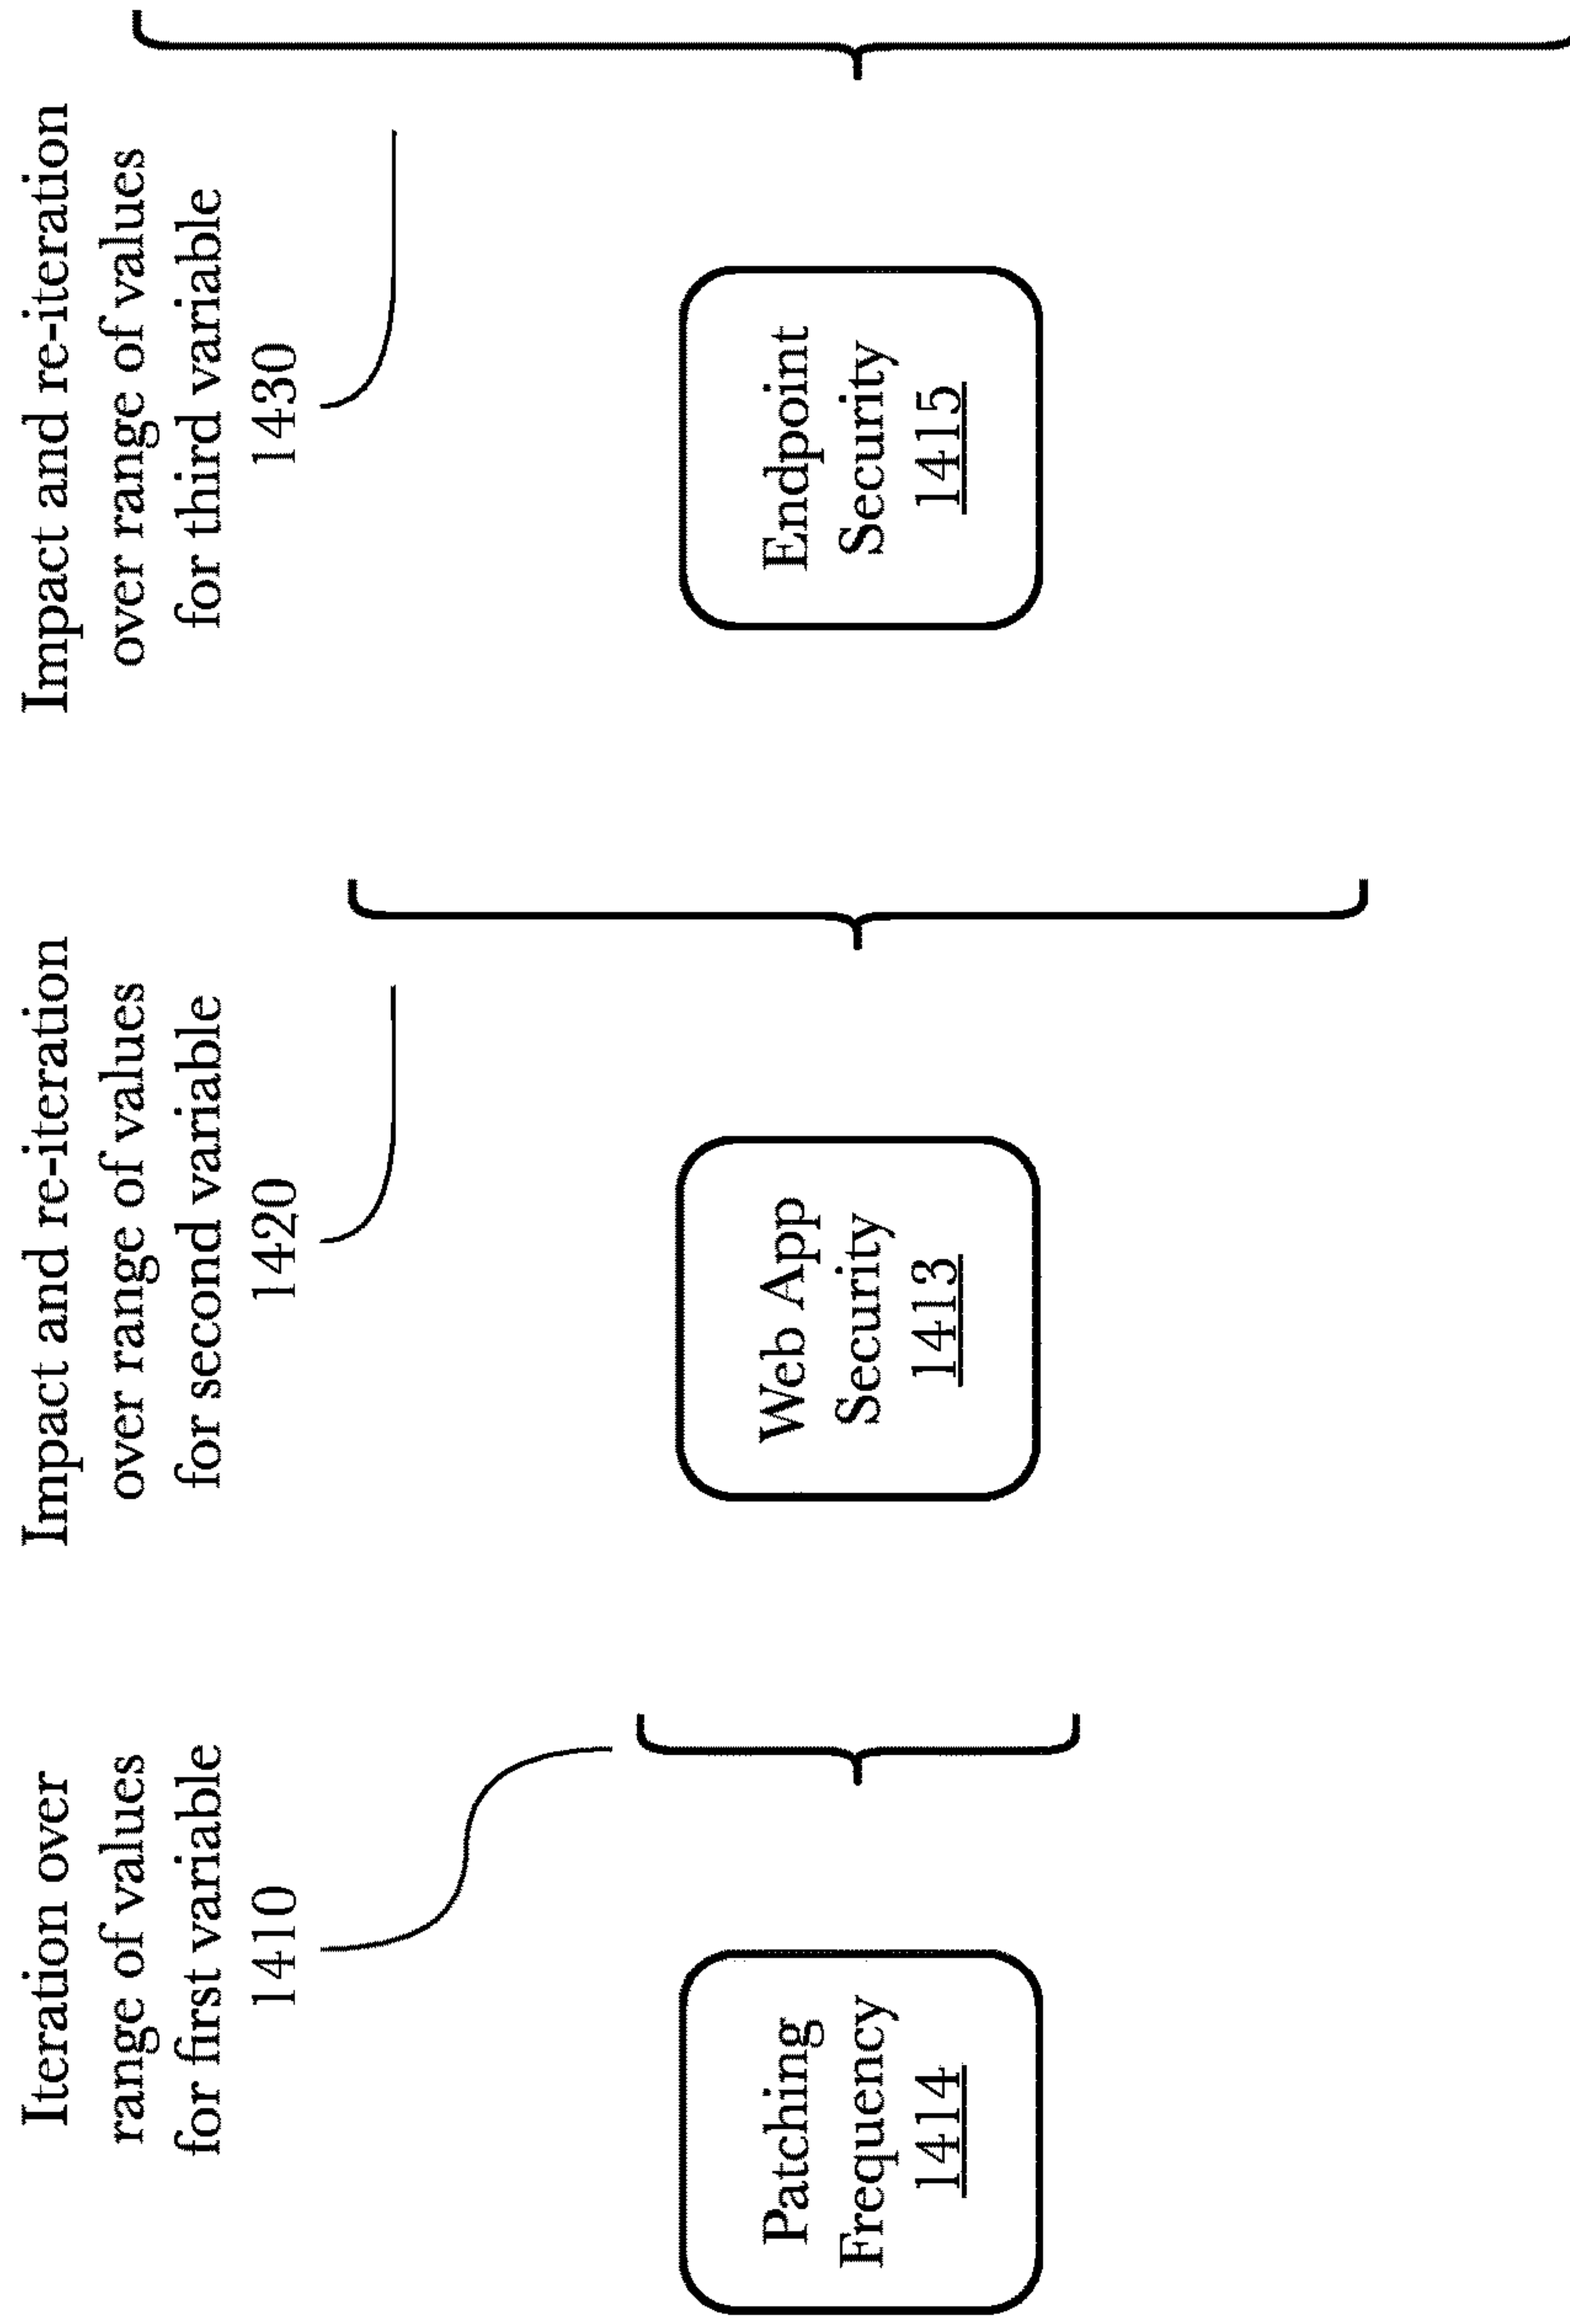 Iteration over
range of values
for first variable
1410
Impact and re-iteration
over range of values
for second variable
1420
Impact and re-iteration
over range of values
for third variable
1430
Patching
Frequency
1414
Web App
Security
1413
Endpoint
Security
1415